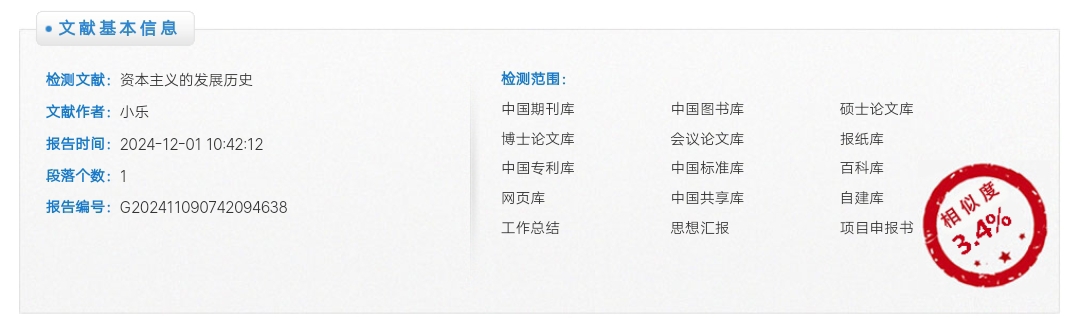 文献基本信息
检测文献：资本主义的发展历史
文献作者：小乐
报告时间：2024-12-01 10:42:12
段落个数：1
报告编号：G202411090742094638
检测范围：
中国期刊库 中国图书库 硕士论文库
博士论文库 会议论文库 报纸库
中国专利库 中国标准库 百科库
网页库 中国共享库 自建库
工作总结 思想汇报 项目申报书
相似度
3.4%